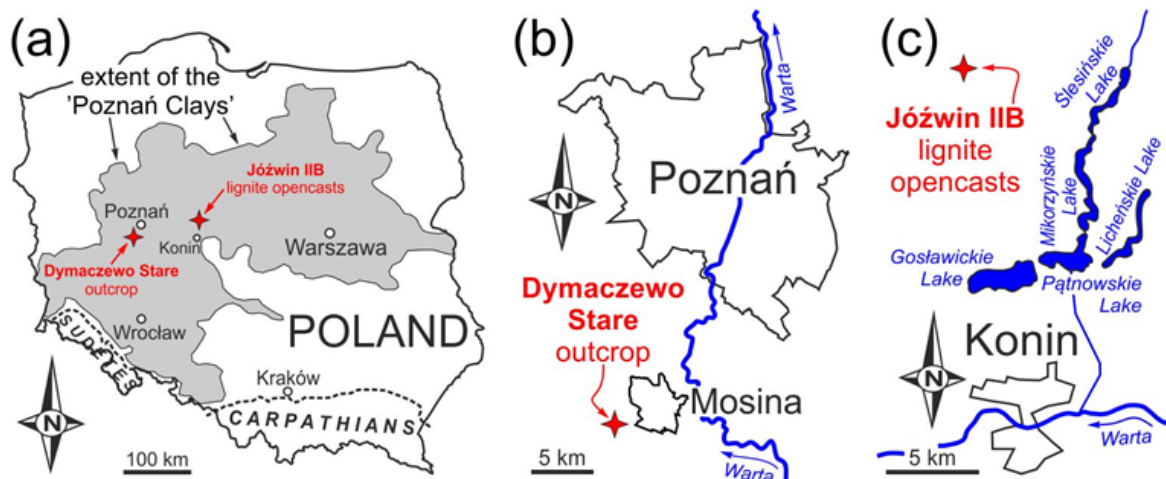 (a)
extent of the
'Poznań Clays'
Jóźwin IIB
lignite opencasts
Poznań
Konin
Warszawa
Dymaczewo Stare
outcrop
Wrocław
POLAND
SUDETES
Kraków
CARPATHIANS
N
100 km
(b)
Warta
Poznań
N
Dymaczewo
Stare
outcrop
Mosina
5 km
Warta
(c)
Ślesińskie
Lake
Jóźwin IIB
lignite
opencasts
Mikorzyńskie
Lake
Licheńskie Lake
Gosławickie
Lake
Pątnowskie
Lake
Konin
N
Warta
5 km